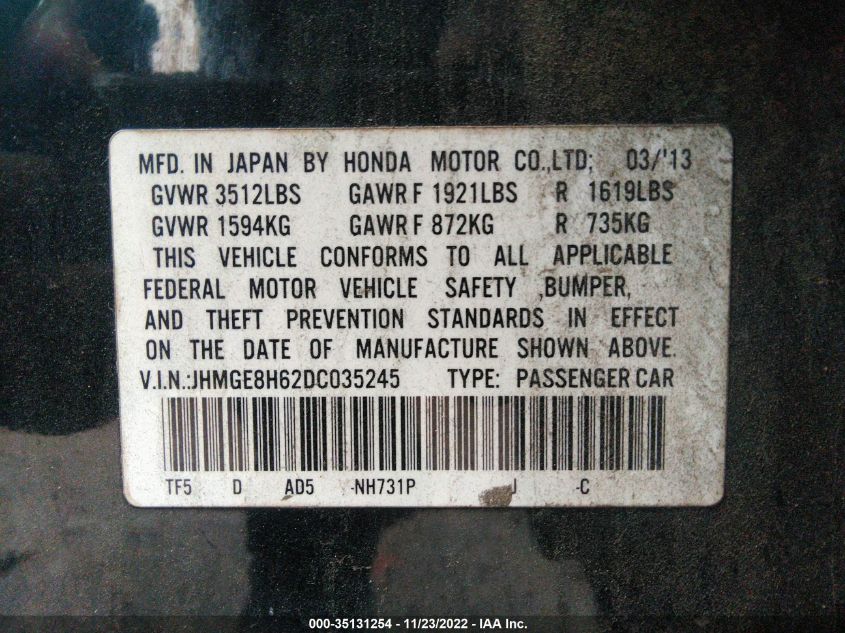 MFD. IN JAPAN BY HONDA MOTOR CO.,LTD; 03/'13
GVWR 3512LBS GAWR F 1921LBS R 1619LBS
GVWR 1594KG GAWR F 872KG R 735KG
THIS VEHICLE CONFORMS TO ALL APPLICABLE
FEDERAL MOTOR VEHICLE SAFETY ,BUMPER,
AND THEFT PREVENTION STANDARDS IN EFFECT
ON THE DATE OF MANUFACTURE SHOWN ABOVE.
V.I.N.:JHMGE8H62DC035245 TYPE: PASSENGER CAR
TF5 D AD5 -NH731P J -C
000-35131254 - 11/23/2022 - IAA Inc.